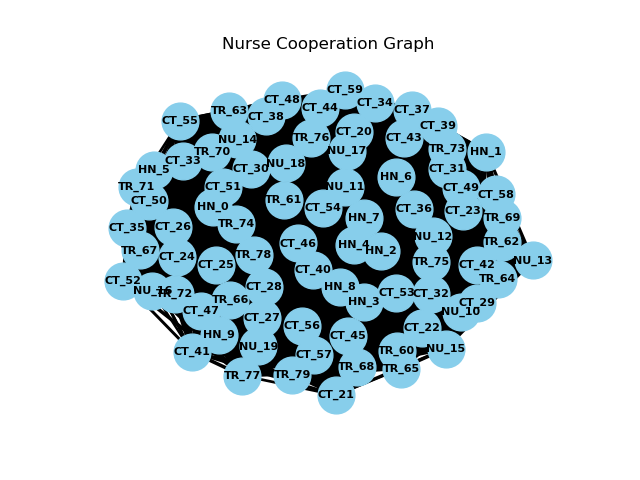 Nurse Cooperation Graph
CT_59
CT_48
CT_34
CT_44
CT_37
TR_63
CT_38
CT_55
CT_39
CT_20
TR_76
CT_43
NU_14
TR_73
NU_17
TR_70
HN_1
CT_33
NU_18
CT_30
CT_31
HN_5
HN_6
TR_71
CT_51
NU_11
CT_49
CT_58
CT_50
TR_61
HN_0
CT_54
CT_36
CT_23
HN_7
TR_69
TR_74
CT_35
CT_26
NU_12
TR_62
CT_46
HN_4
TR_67
HN_2
TR_78
CT_24
NU_13
TR_75
CT_25
CT_42
CT_40
TR_64
CT_52
CT_28
HN_8
NU_16
TR_72
CT_53
CT_32
TR_66
HN_3
CT_29
CT_47
NU_10
CT_27
CT_56
CT_22
HN_9
CT_45
NU_19
NU_15
CT_41
TR_60
CT_57
TR_68
TR_65
TR_77
TR_79
CT_21